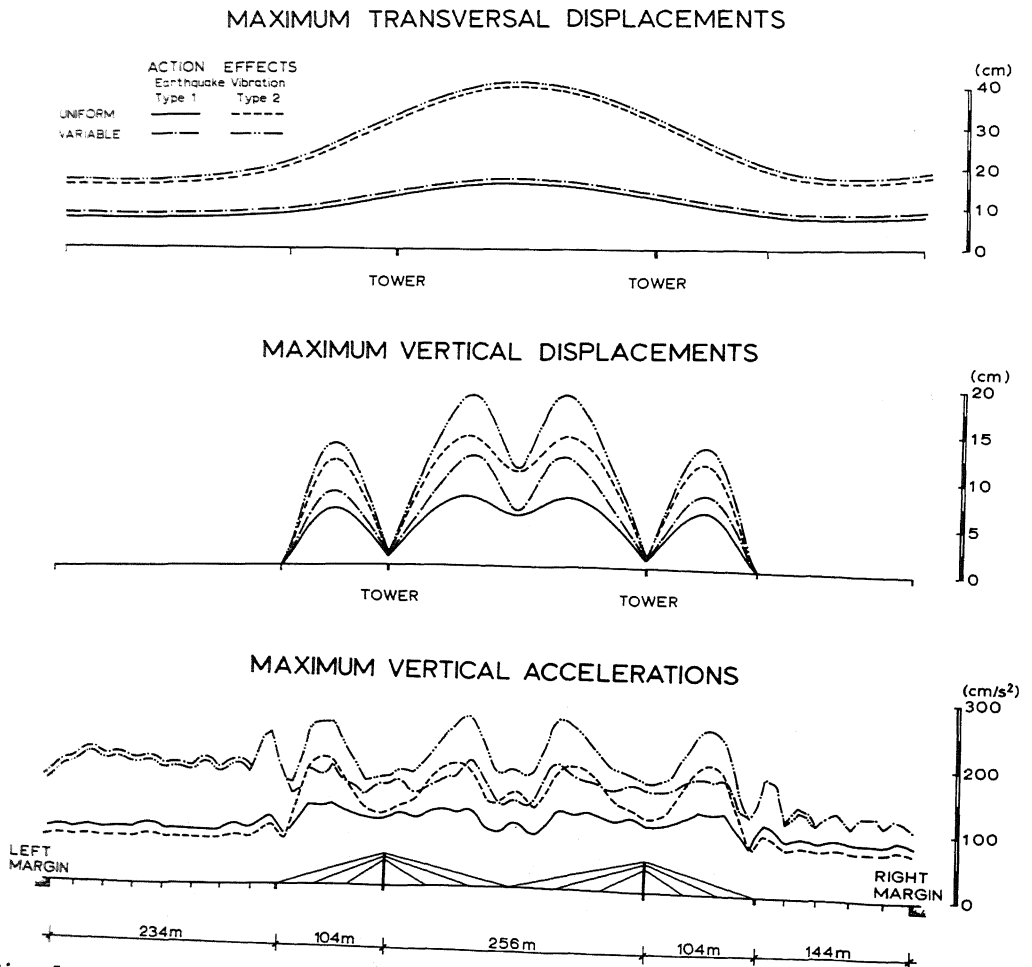 MAXIMUM TRANSVERSAL DISPLACEMENTS
ACTION EFFECTS
Earthquake Vibration
Type 1 Type 2
UNIFORM
VARIABLE
(cm)
40
30
20
10
0
TOWER TOWER
MAXIMUM VERTICAL DISPLACEMENTS
(cm)
20
15
10
5
0
TOWER TOWER
MAXIMUM VERTICAL ACCELERATIONS
(cm/s²)
300
200
100
0
LEFT
MARGIN
RIGHT
MARGIN
234m 104m 256m 104m 144m